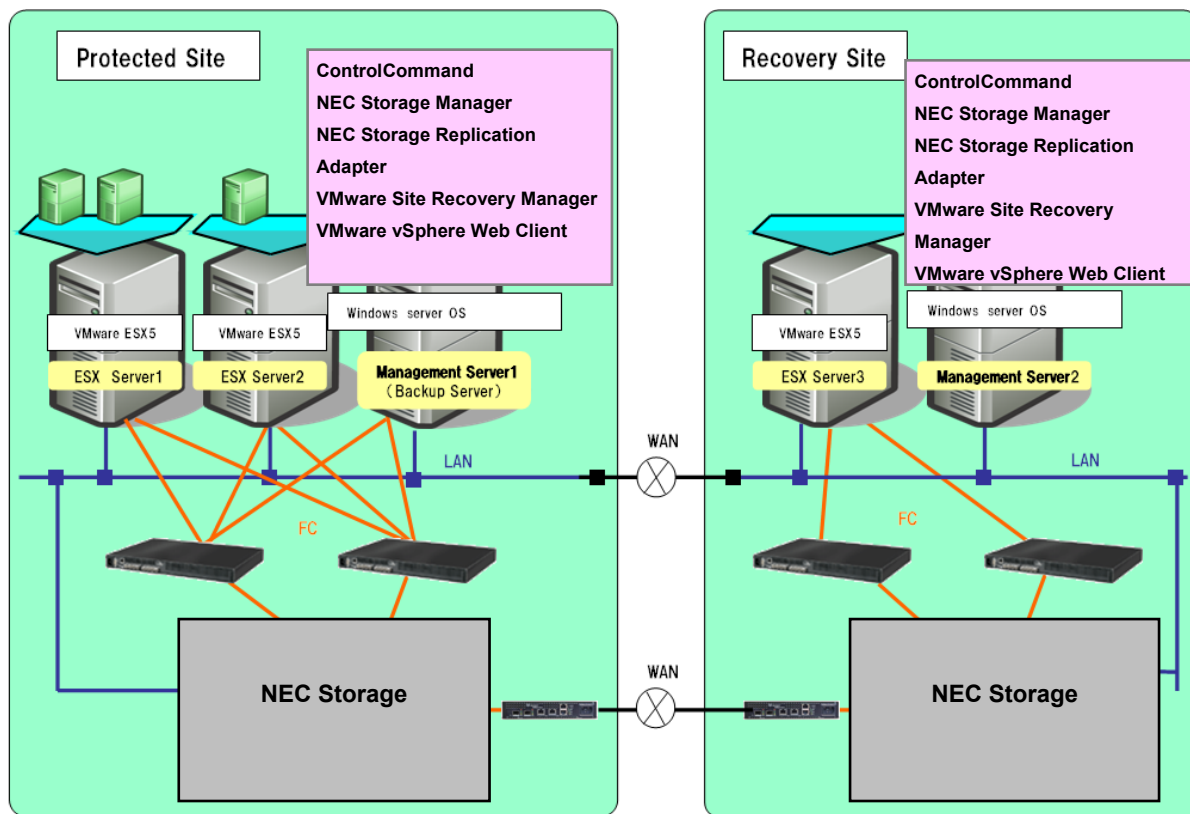 Protected Site
ControlCommand
NEC Storage Manager
NEC Storage Replication
Adapter
VMware Site Recovery Manager
VMware vSphere Web Client
VMware ESX5
VMware ESX5
Windows server OS
ESX Server1
ESX Server2
Management Server1
(Backup Server)
LAN
FC
NEC Storage
WAN
WAN
Recovery Site
ControlCommand
NEC Storage Manager
NEC Storage Replication
Adapter
VMware Site Recovery
Manager
VMware vSphere Web Client
VMware ESX5
Windows server OS
ESX Server3
Management Server2
LAN
FC
NEC Storage